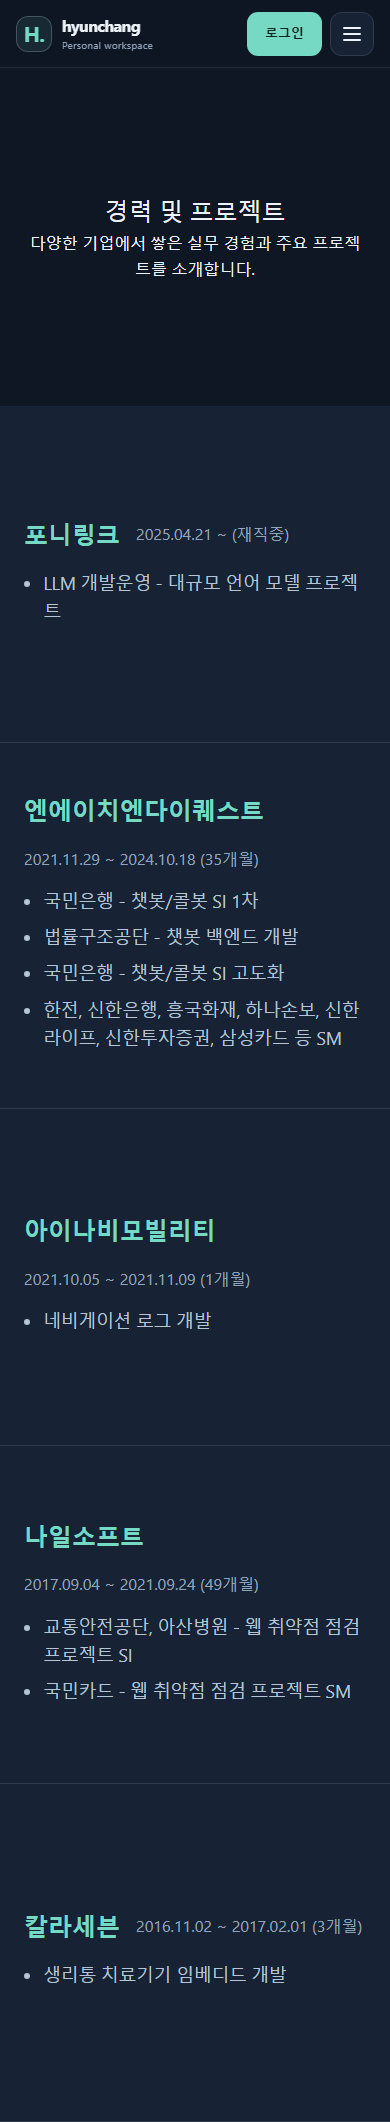 H.
hyunchang
Personal workspace
로그인
경력 및 프로젝트
다양한 기업에서 쌓은 실무 경험과 주요 프로젝
트를 소개합니다.
포니링크 2025.04.21 ~ (재직중)
• LLM 개발운영 - 대규모 언어 모델 프로젝
트
엔에이치엔다이퀘스트
2021.11.29 ~ 2024.10.18 (35개월)
• 국민은행 - 챗봇/콜봇 SI 1차
• 법률구조공단 - 챗봇 백엔드 개발
• 국민은행 - 챗봇/콜봇 SI 고도화
• 한전, 신한은행, 흥국화재, 하나손보, 신한
라이프, 신한투자증권, 삼성카드 등 SM
아이나비모빌리티
2021.10.05 ~ 2021.11.09 (1개월)
• 네비게이션 로그 개발
나일소프트
2017.09.04 ~ 2021.09.24 (49개월)
• 교통안전공단, 아산병원 - 웹 취약점 점검
프로젝트 SI
• 국민카드 - 웹 취약점 점검 프로젝트 SM
칼라세븐 2016.11.02 ~ 2017.02.01 (3개월)
• 생리통 치료기기 임베디드 개발